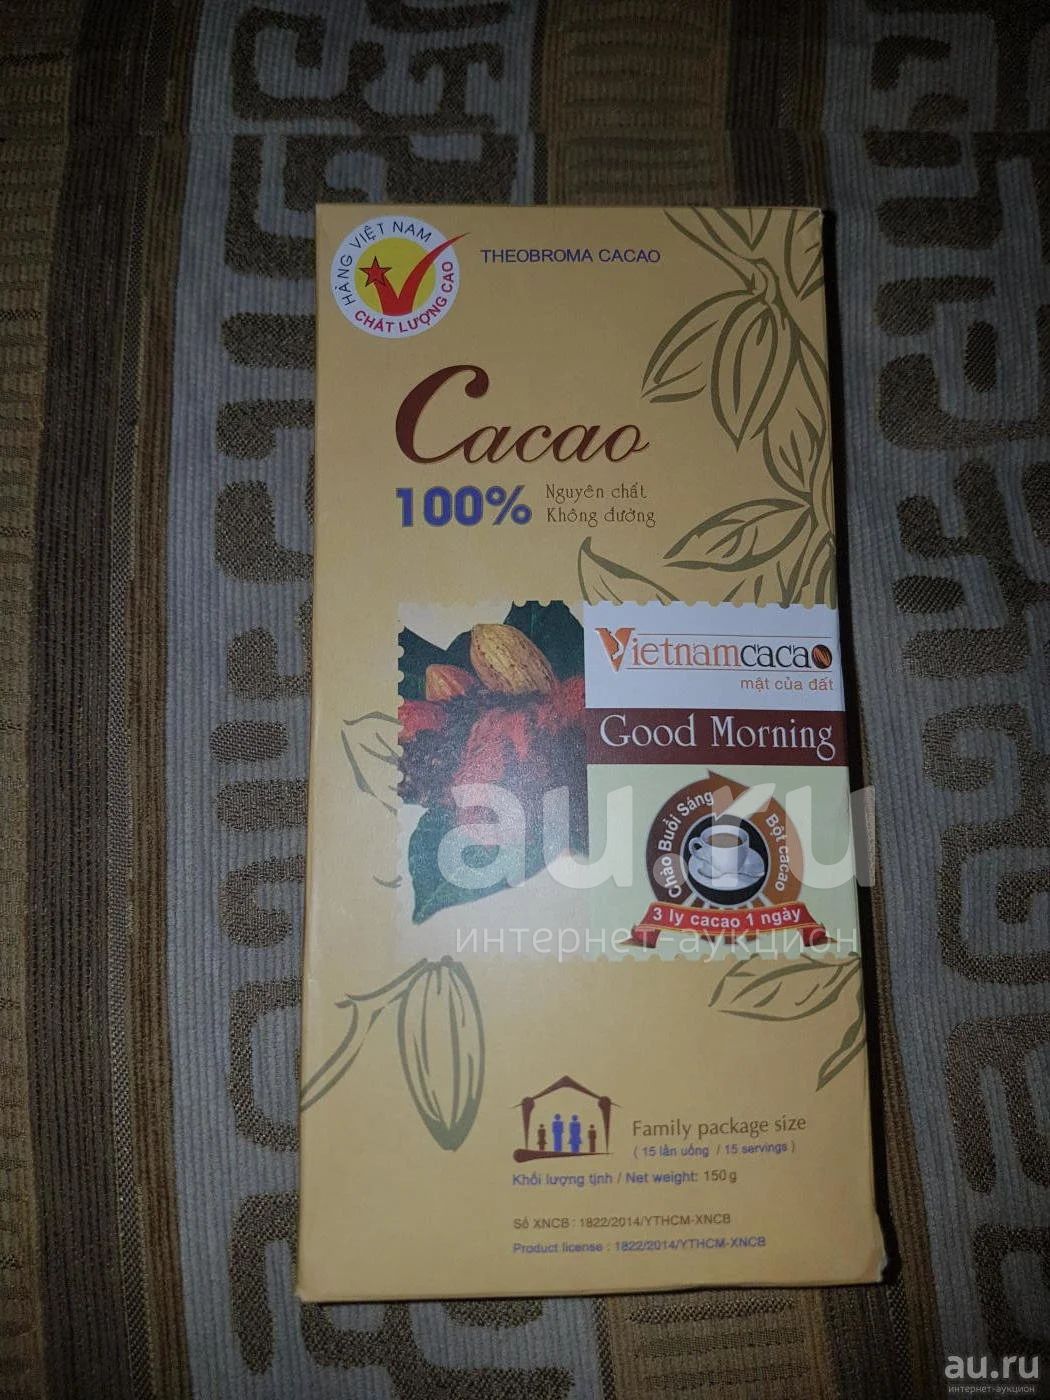 HÀNG VIỆT NAM
CHẤT LƯỢNG CAO
THEOBROMA CACAO
Cacao
100%
Nguyên chất
Không đường
Vietnamcacao
mật của đất
Good Morning
Chào Buổi Sáng
Bột cacao
3 ly cacao 1 ngày
au.ru
интернет-аукцион
Family package size
( 15 lần uống / 15 servings )
Khối lượng tịnh / Net weight: 150 g
Số XNCB : 1822/2014/YTHCM-XNCB
Product license : 1822/2014/YTHCM-XNCB
au.ru
интернет-аукцион